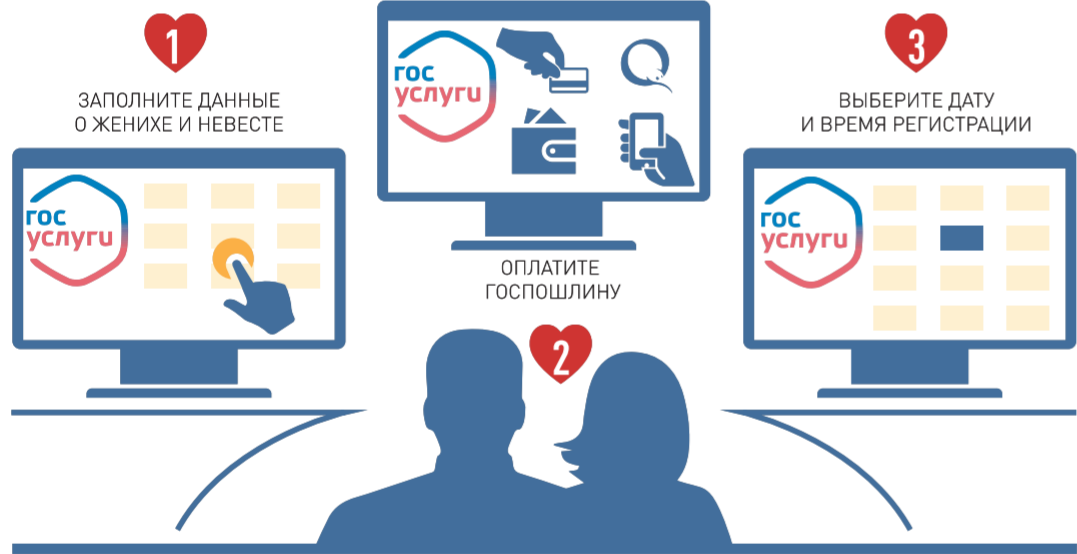 1
ЗАПОЛНИТЕ ДАННЫЕ
О ЖЕНИХЕ И НЕВЕСТЕ
гос
услуги
гос
услуги
ОПЛАТИТЕ
ГОСПОШЛИНУ
2
3
ВЫБЕРИТЕ ДАТУ
И ВРЕМЯ РЕГИСТРАЦИИ
гос
услуги